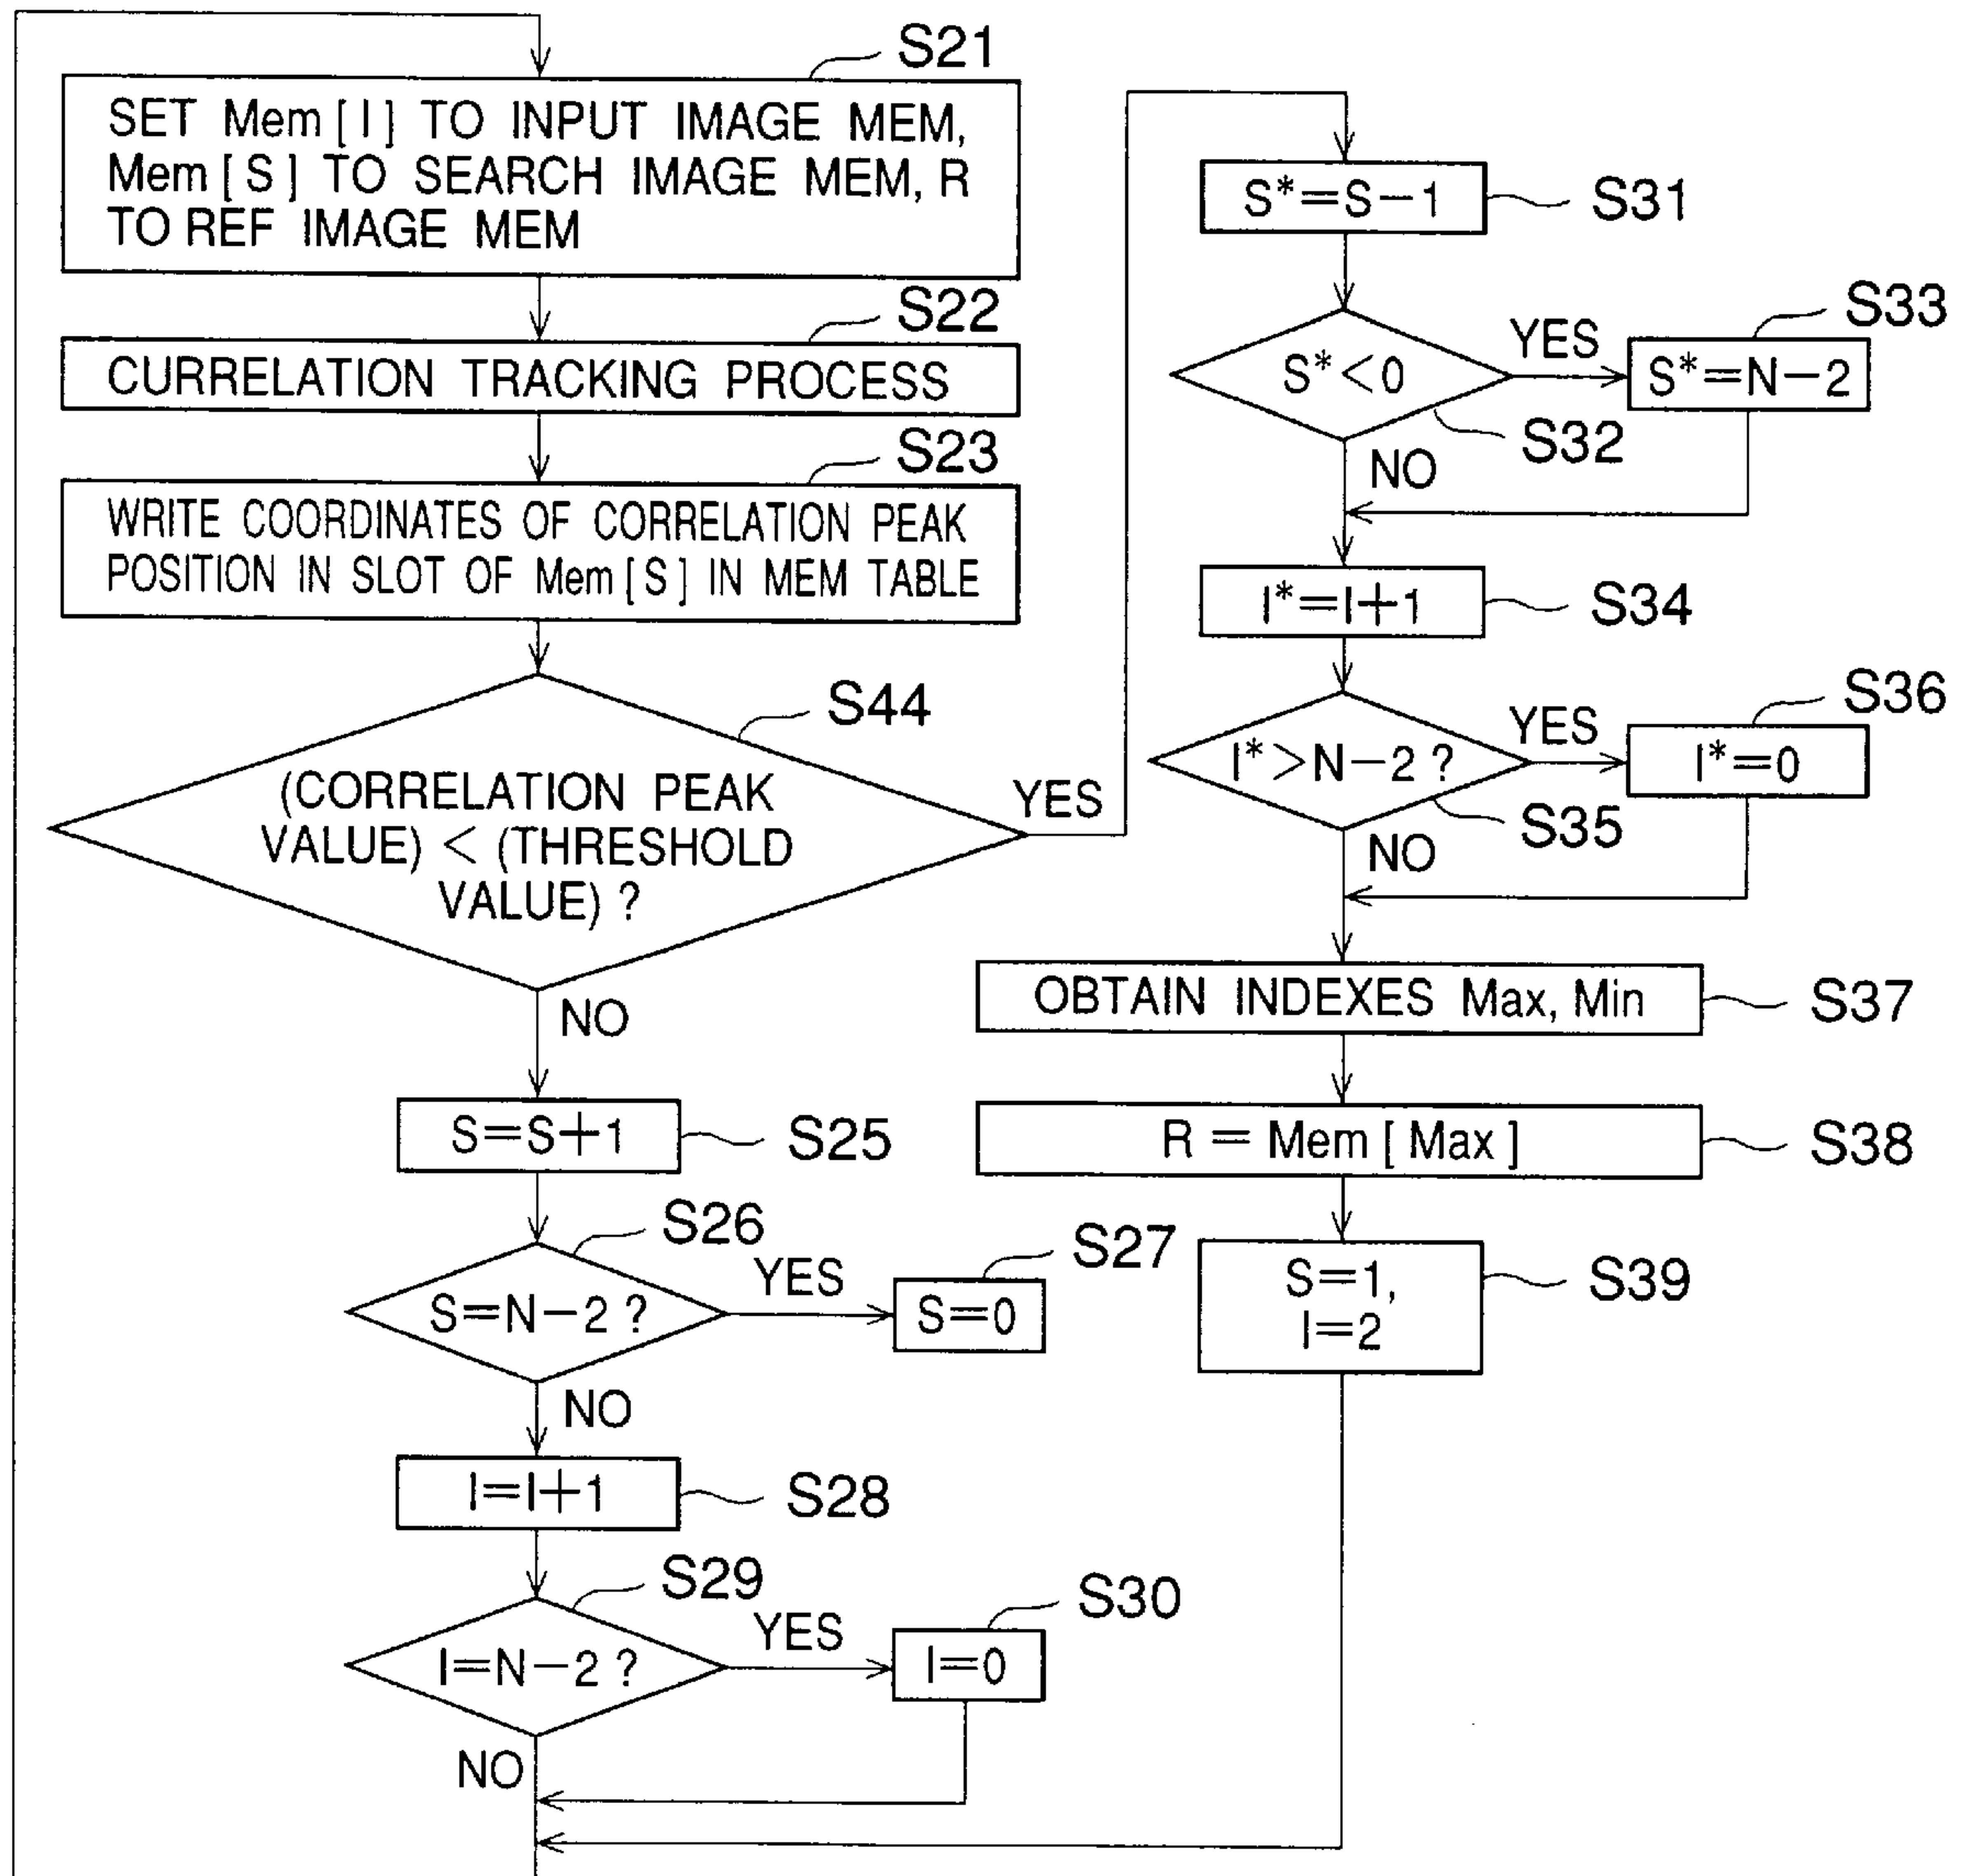 S21
SET Mem[I] TO INPUT IMAGE MEM,
Mem[S] TO SEARCH IMAGE MEM, R
TO REF IMAGE MEM
S22
CURRELATION TRACKING PROCESS
S23
WRITE COORDINATES OF CORRELATION PEAK
POSITION IN SLOT OF Mem[S] IN MEM TABLE
S44
(CORRELATION PEAK
VALUE) < (THRESHOLD
VALUE) ?
YES
NO
S=S+1
S25
S26
S=N-2 ?
YES
S27
S=0
NO
I=I+1
S28
S29
I=N-2 ?
YES
S30
I=0
NO
S*=S-1
S31
S*<0
S32
YES
S33
S*=N-2
NO
I*=I+1
S34
I*>N-2 ?
S35
YES
S36
I*=0
NO
OBTAIN INDEXES Max, Min
S37
R = Mem [ Max ]
S38
S=1,
I=2
S39